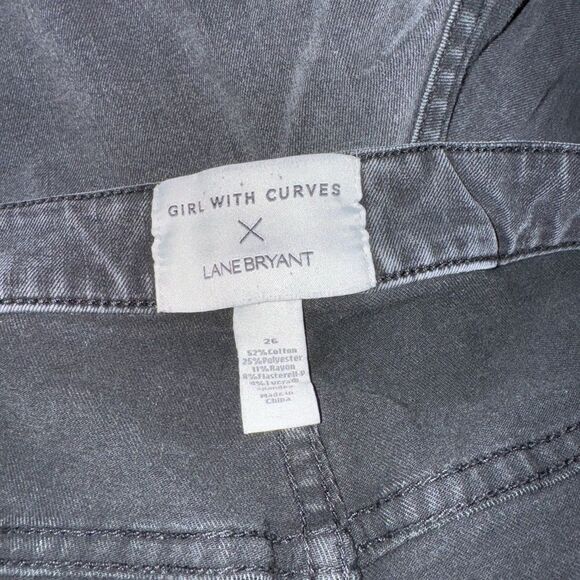 GIRL WITH CURVES
X
LANE BRYANT
26
52% Cotton
25% Polyester
11% Rayon
8% Elasterell-P
4% Lycra®
spandex
Made in
China